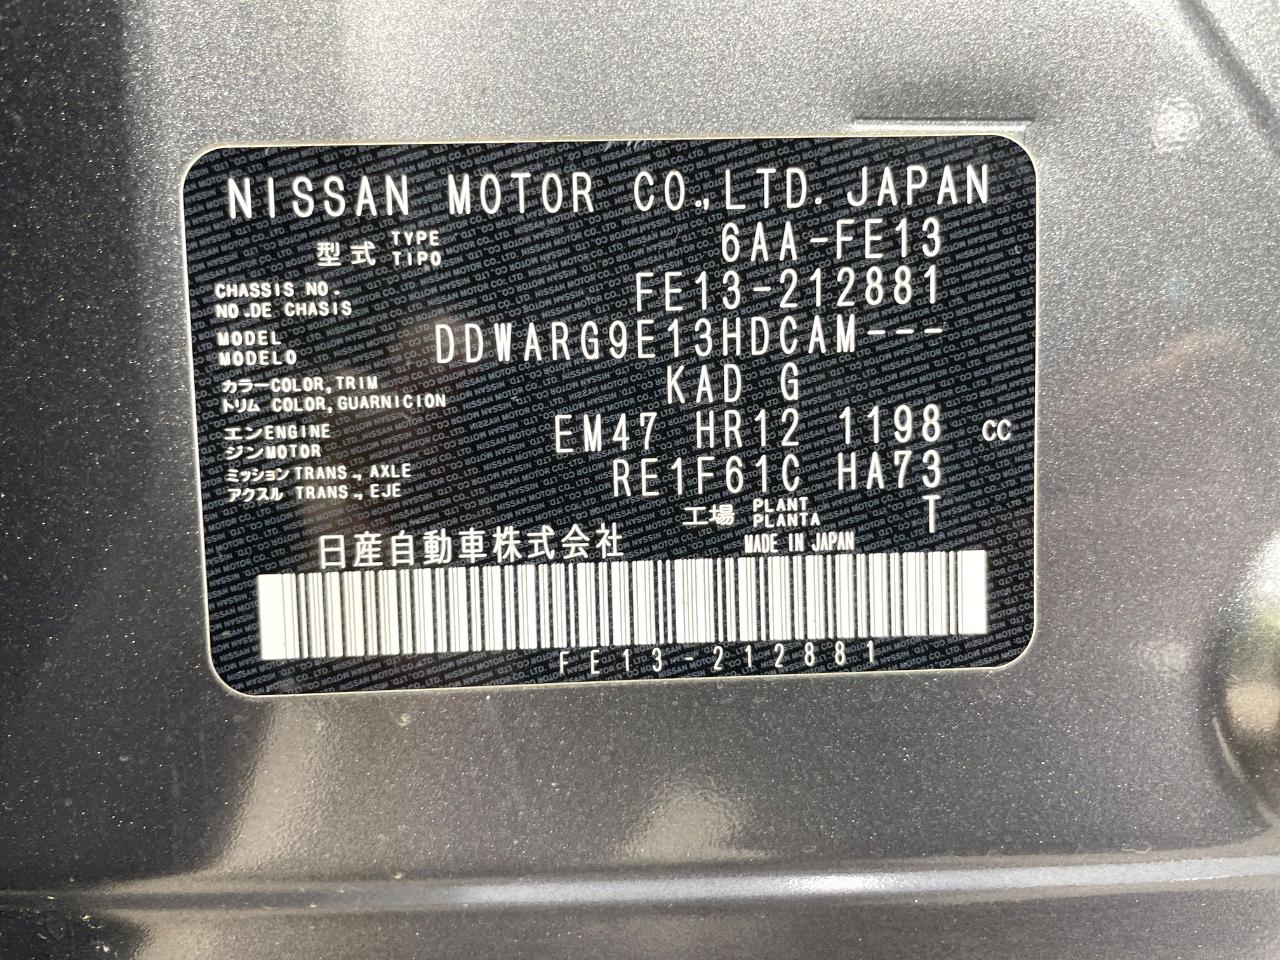 NISSAN MOTOR CO.,LTD. JAPAN
型式 TYPE TIPO 6AA-FE13
CHASSIS NO. NO.DE CHASIS FE13-212881
MODEL MODELO DDWARG9E13HDCAM---
カラー COLOR,TRIM KAD G
トリム COLOR,GUARNICION
エン ENGINE EM47 HR12 1198 cc
ジン MOTOR
ミッション TRANS., AXLE RE1F61C HA73
アクスル TRANS., EJE
工場 PLANT PLANTA T
日産自動車株式会社 MADE IN JAPAN
FE13-212881